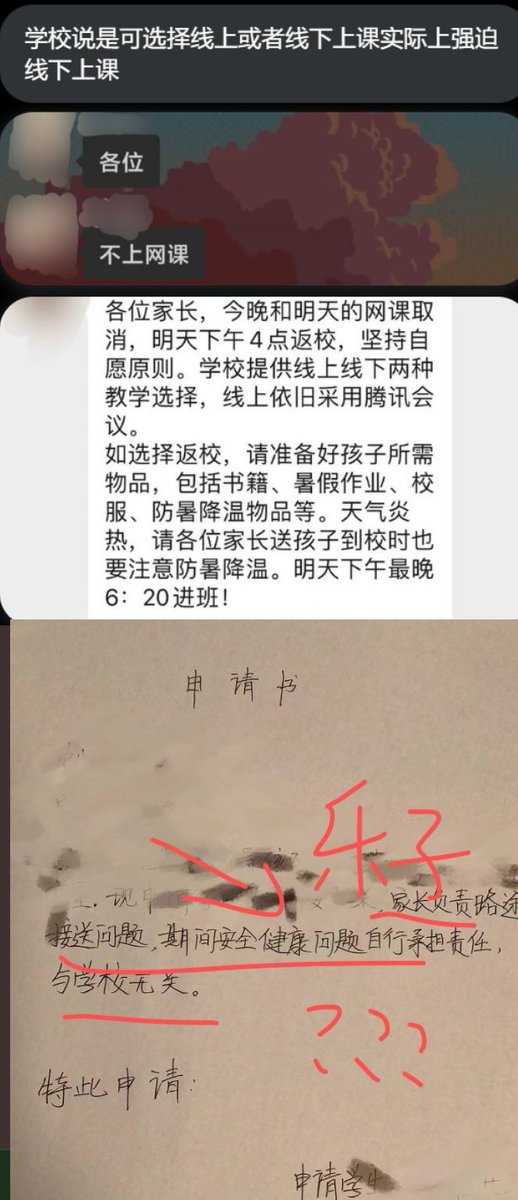 学校说是可选择线上或者线下上课实际上强迫
线下上课
各位
不上网课
各位家长，今晚和明天的网课取
消，明天下午4点返校，坚持自
愿原则。学校提供线上线下两种
教学选择，线上依旧采用腾讯会
议。
如选择返校，请准备好孩子所需
物品，包括书籍、暑假作业、校
服、防暑降温物品等。天气炎
热，请各位家长送孩子到校时也
要注意防暑降温。明天下午最晚
6：20进班！
申请书
乐子
家长负责路途
接送问题，期间安全健康问题自行承担责任，
与学校无关。
???
特此申请：
申请学生